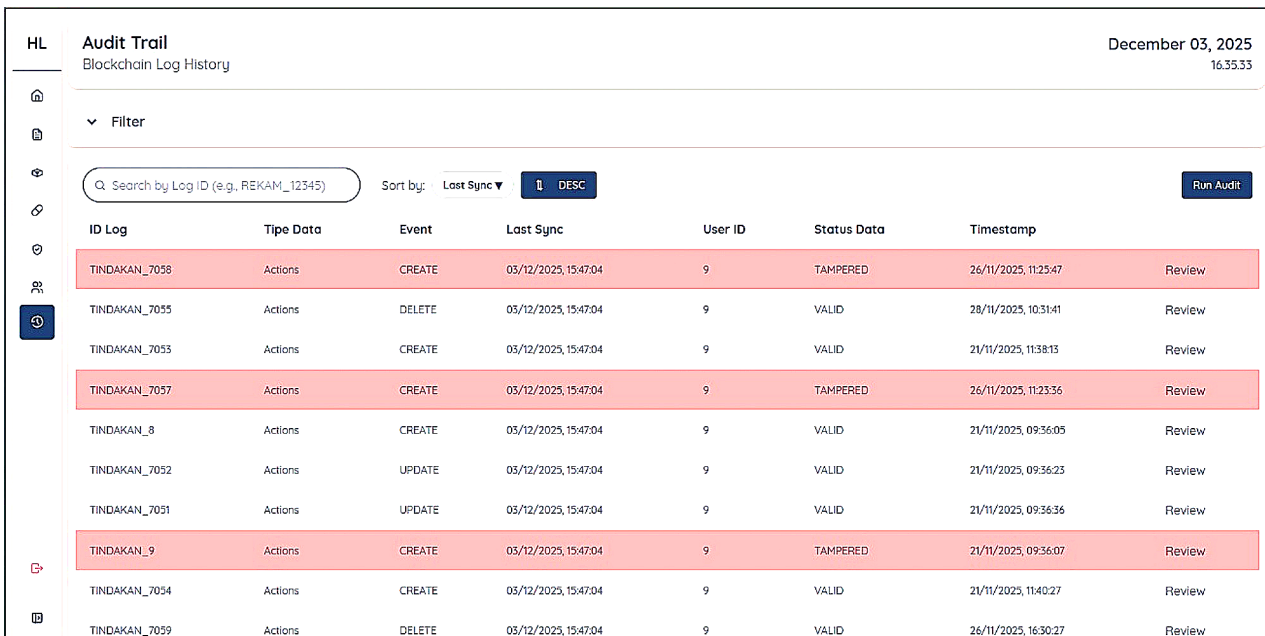 HL
Audit Trail
Blockchain Log History
December 03, 2025
16.35.33
Filter
Search by Log ID (e.g., REKAM_12345)
Sort by:
Last Sync ▼
DESC
Run Audit
ID Log Tipe Data Event Last Sync User ID Status Data Timestamp
TINDAKAN_7058 Actions CREATE 03/12/2025, 15:47:04 9 TAMPERED 26/11/2025, 11:25:47 Review
TINDAKAN_7055 Actions DELETE 03/12/2025, 15:47:04 9 VALID 28/11/2025, 10:31:41 Review
TINDAKAN_7053 Actions CREATE 03/12/2025, 15:47:04 9 VALID 21/11/2025, 11:38:13 Review
TINDAKAN_7057 Actions CREATE 03/12/2025, 15:47:04 9 TAMPERED 26/11/2025, 11:23:36 Review
TINDAKAN_8 Actions CREATE 03/12/2025, 15:47:04 9 VALID 21/11/2025, 09:36:05 Review
TINDAKAN_7052 Actions UPDATE 03/12/2025, 15:47:04 9 VALID 21/11/2025, 09:36:23 Review
TINDAKAN_7051 Actions UPDATE 03/12/2025, 15:47:04 9 VALID 21/11/2025, 09:36:36 Review
TINDAKAN_9 Actions CREATE 03/12/2025, 15:47:04 9 TAMPERED 21/11/2025, 09:36:07 Review
TINDAKAN_7054 Actions CREATE 03/12/2025, 15:47:04 9 VALID 21/11/2025, 11:40:27 Review
TINDAKAN_7059 Actions DELETE 03/12/2025, 15:47:04 9 VALID 26/11/2025, 16:30:27 Review